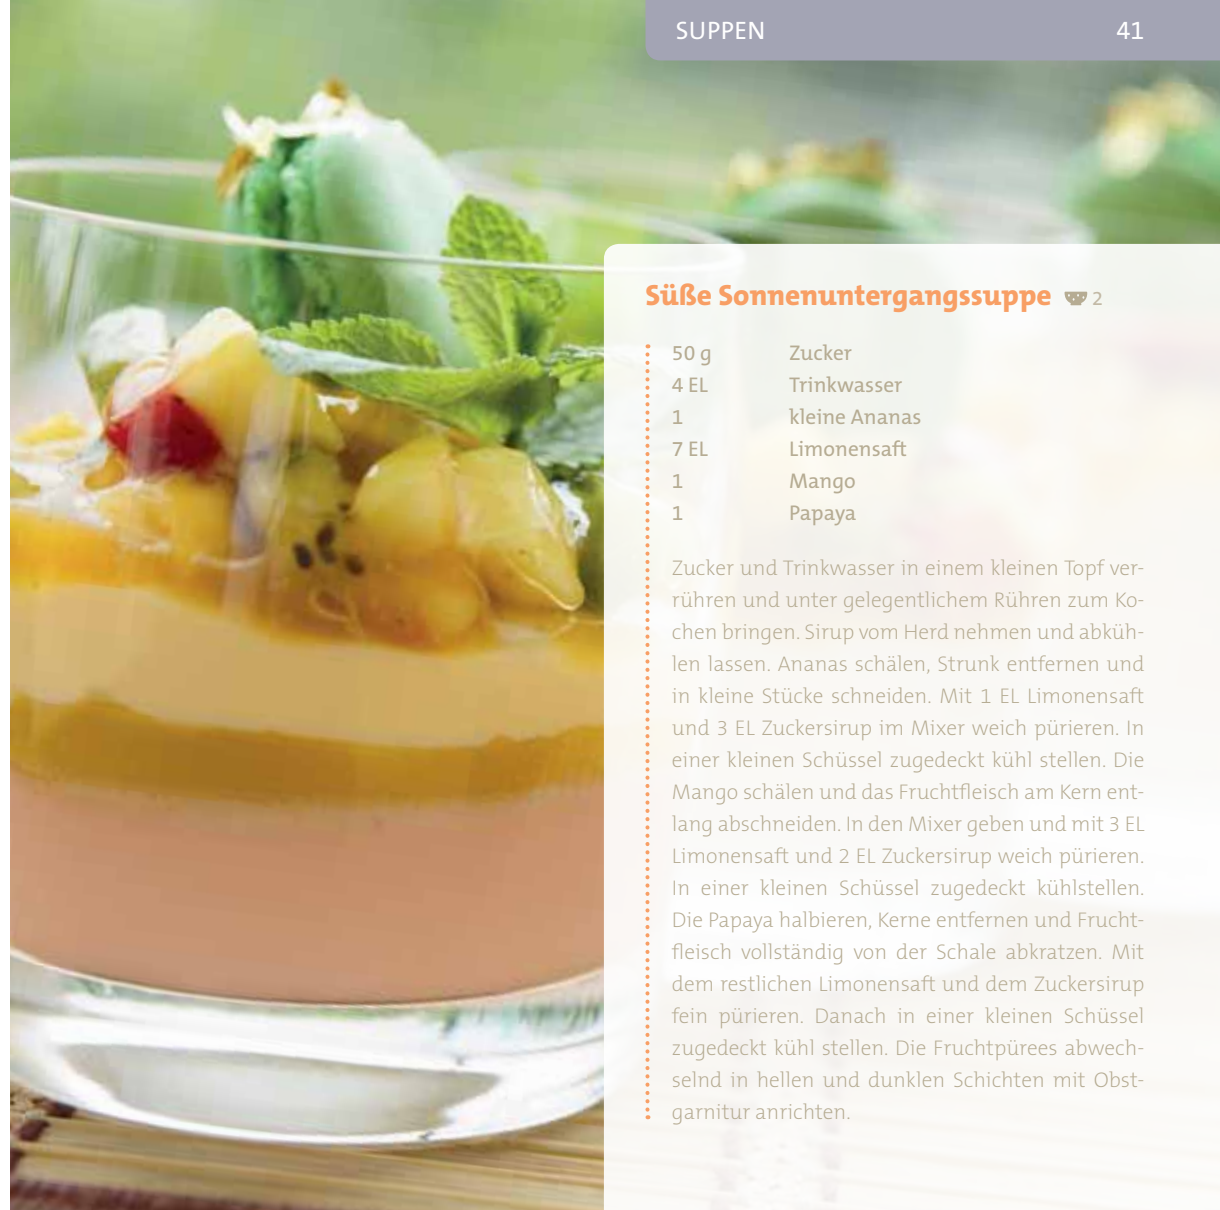 SUPPEN 41
Süße Sonnenuntergangssuppe 2
50 g Zucker
4 EL Trinkwasser
1 kleine Ananas
7 EL Limonensaft
1 Mango
1 Papaya
Zucker und Trinkwasser in einem kleinen Topf ver-
rühren und unter gelegentlichem Rühren zum Ko-
chen bringen. Sirup vom Herd nehmen und abküh-
len lassen. Ananas schälen, Strunk entfernen und
in kleine Stücke schneiden. Mit 1 EL Limonensaft
und 3 EL Zuckersirup im Mixer weich pürieren. In
einer kleinen Schüssel zugedeckt kühl stellen. Die
Mango schälen und das Fruchtfleisch am Kern ent-
lang abschneiden. In den Mixer geben und mit 3 EL
Limonensaft und 2 EL Zuckersirup weich pürieren.
In einer kleinen Schüssel zugedeckt kühlstellen.
Die Papaya halbieren, Kerne entfernen und Frucht-
fleisch vollständig von der Schale abkratzen. Mit
dem restlichen Limonensaft und dem Zuckersirup
fein pürieren. Danach in einer kleinen Schüssel
zugedeckt kühl stellen. Die Fruchtpürees abwech-
selnd in hellen und dunklen Schichten mit Obst-
garnitur anrichten.